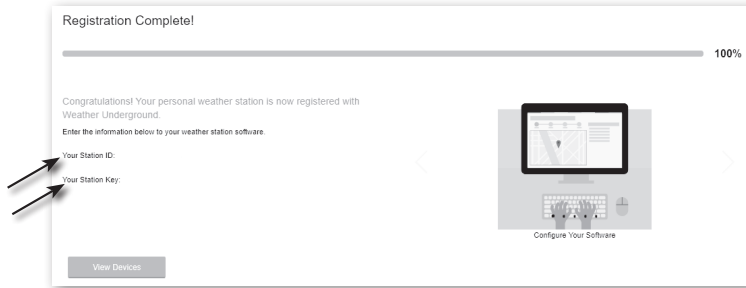 Registration Complete!
100%
Congratulations! Your personal weather station is now registered with
Weather Underground.
Enter the information below to your weather station software.
Your Station ID:
Your Station Key:
Configure Your Software
View Devices